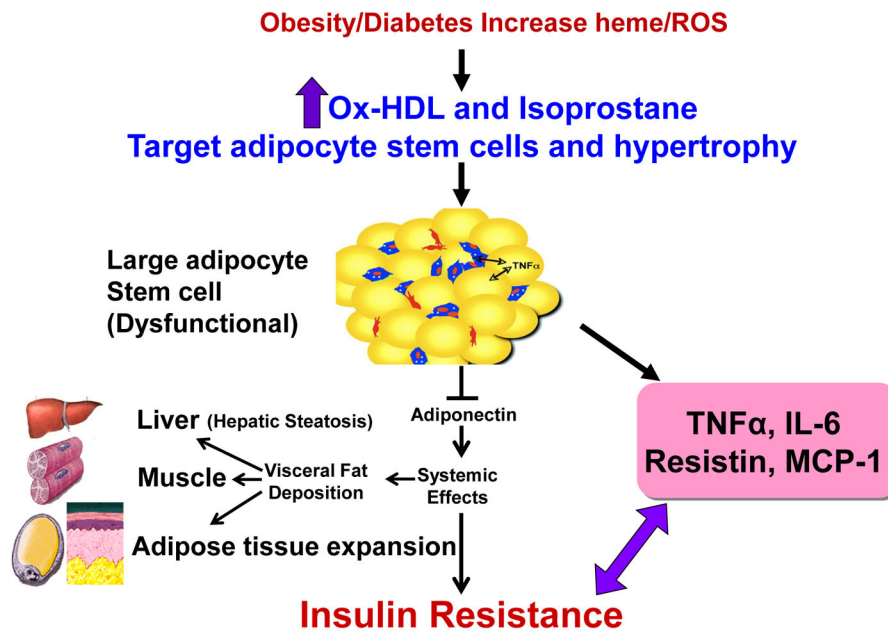 Obesity/Diabetes Increase heme/ROS
Ox-HDL and Isoprostane
Target adipocyte stem cells and hypertrophy
Large adipocyte
Stem cell
(Dysfunctional)
TNFα
TNFα, IL-6
Resistin, MCP-1
Adiponectin
Liver (Hepatic Steatosis)
Muscle
Visceral Fat
Deposition
Systemic
Effects
Adipose tissue expansion
Insulin Resistance